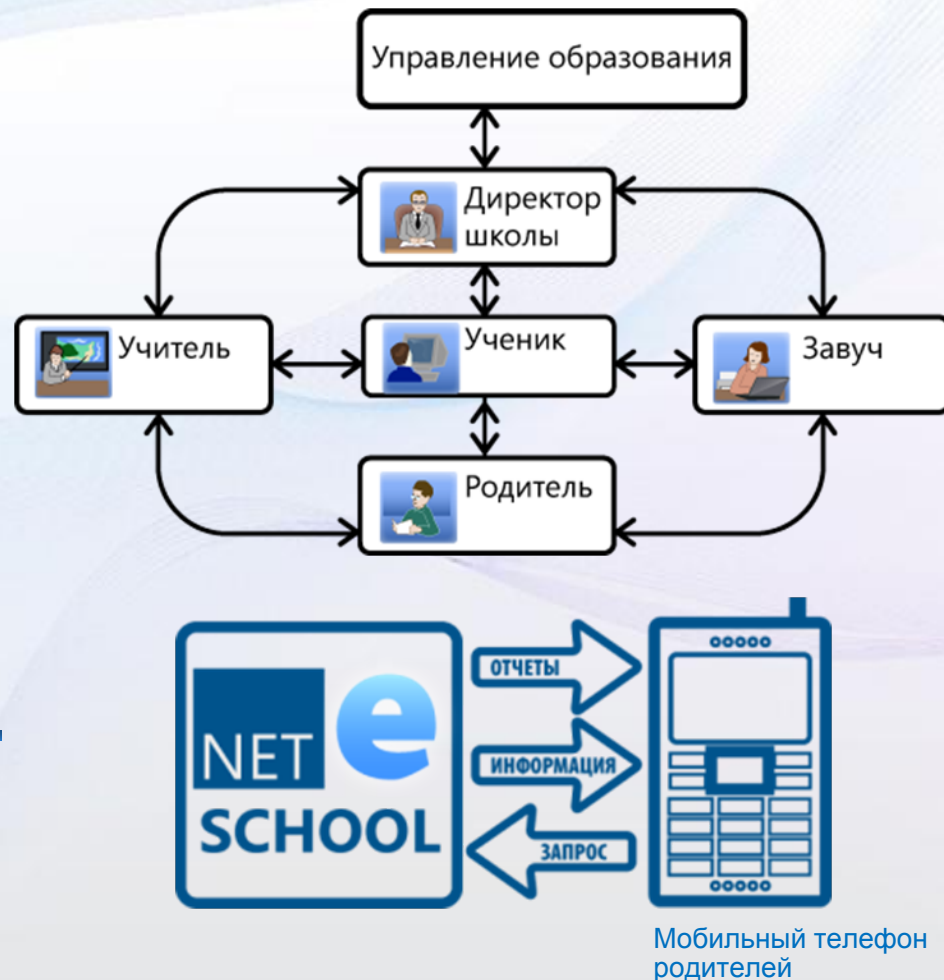 Управление образования
Директор
школы
Учитель
Ученик
Завуч
Родитель
ОТЧЕТЫ
NET e
ИНФОРМАЦИЯ
SCHOOL
ЗАПРОС
Мобильный телефон
родителей